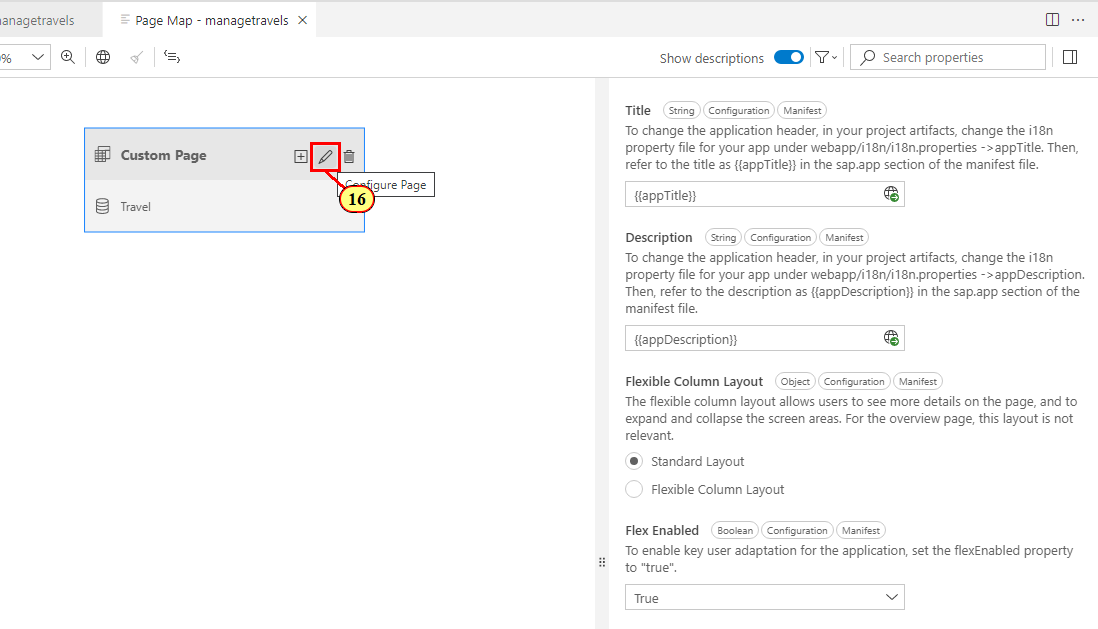 anagetravels
Page Map - managetravels
%
Show descriptions
Search properties
Custom Page
Configure Page
16
Travel
Title String Configuration Manifest
To change the application header, in your project artifacts, change the i18n
property file for your app under webapp/i18n/i18n.properties ->appTitle. Then,
refer to the title as {{appTitle}} in the sap.app section of the manifest file.
{{appTitle}}
Description String Configuration Manifest
To change the application header, in your project artifacts, change the i18n
property file for your app under webapp/i18n/i18n.properties ->appDescription.
Then, refer to the description as {{appDescription}} in the sap.app section of the
manifest file.
{{appDescription}}
Flexible Column Layout Object Configuration Manifest
The flexible column layout allows users to see more details on the page, and to
expand and collapse the screen areas. For the overview page, this layout is not
relevant.
Standard Layout
Flexible Column Layout
Flex Enabled Boolean Configuration Manifest
To enable key user adaptation for the application, set the flexEnabled property
to "true".
True